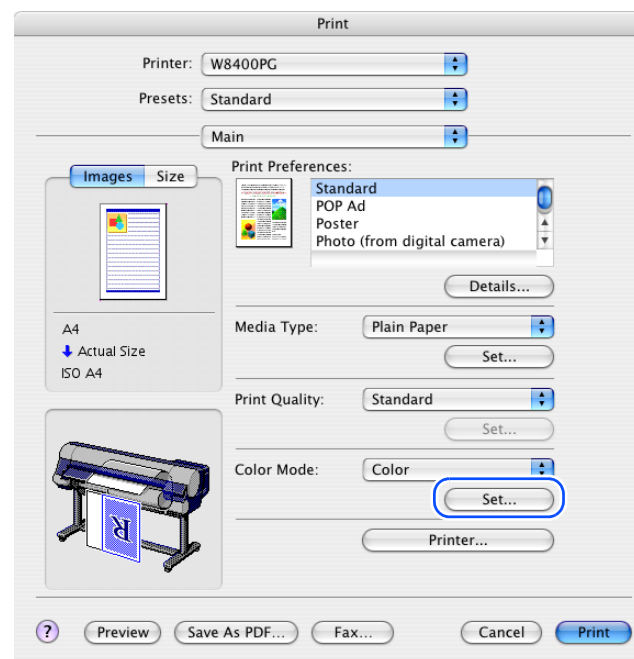 Print
Printer: W8400PG
Presets: Standard
Main
Images Size
A4
Actual Size
ISO A4
R
Print Preferences:
Standard
POP Ad
Poster
Photo (from digital camera)
Details...
Media Type: Plain Paper
Set...
Print Quality: Standard
Set...
Color Mode: Color
Set...
Printer...
? Preview Save As PDF... Fax... Cancel Print